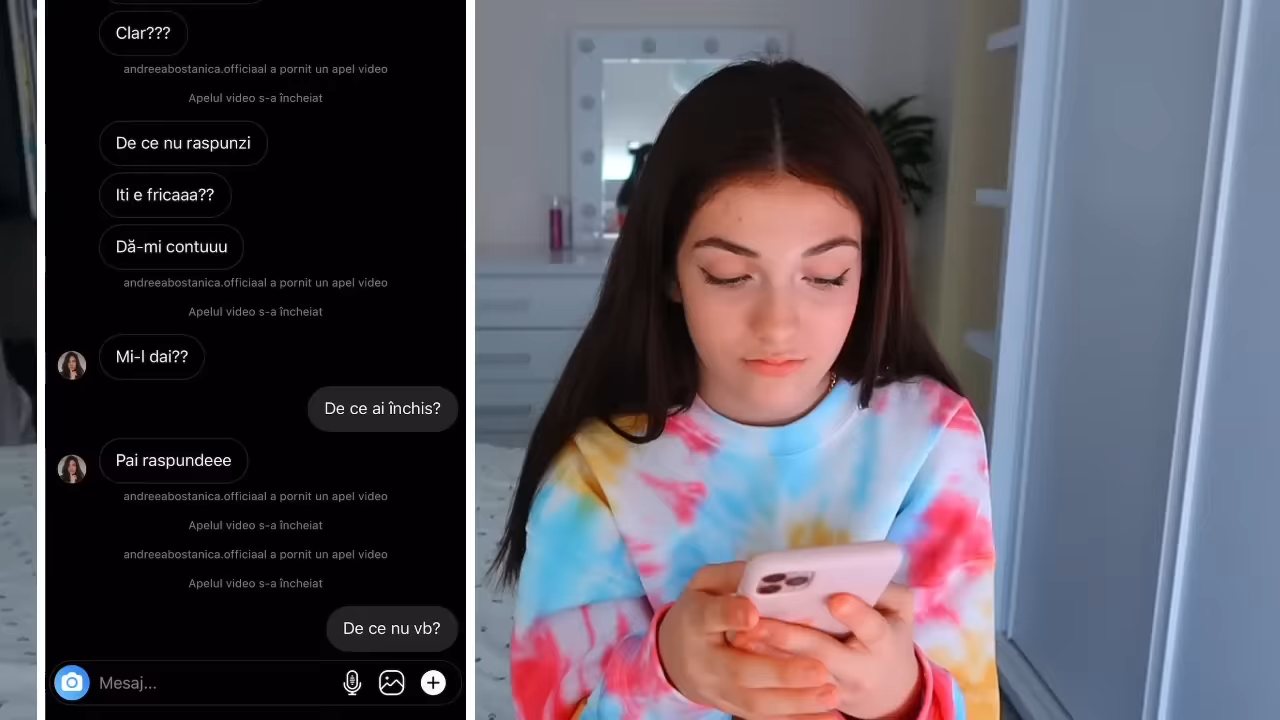 Clar???
andreeabostanica.officiaal a pornit un apel video
Apelul video s-a încheiat
De ce nu raspunzi
Iti e fricaaa??
Dă-mi contuuu
andreeabostanica.officiaal a pornit un apel video
Apelul video s-a încheiat
Mi-l dai??
De ce ai închis?
Pai raspundeee
andreeabostanica.officiaal a pornit un apel video
Apelul video s-a încheiat
andreeabostanica.officiaal a pornit un apel video
Apelul video s-a încheiat
De ce nu vb?
Mesaj...